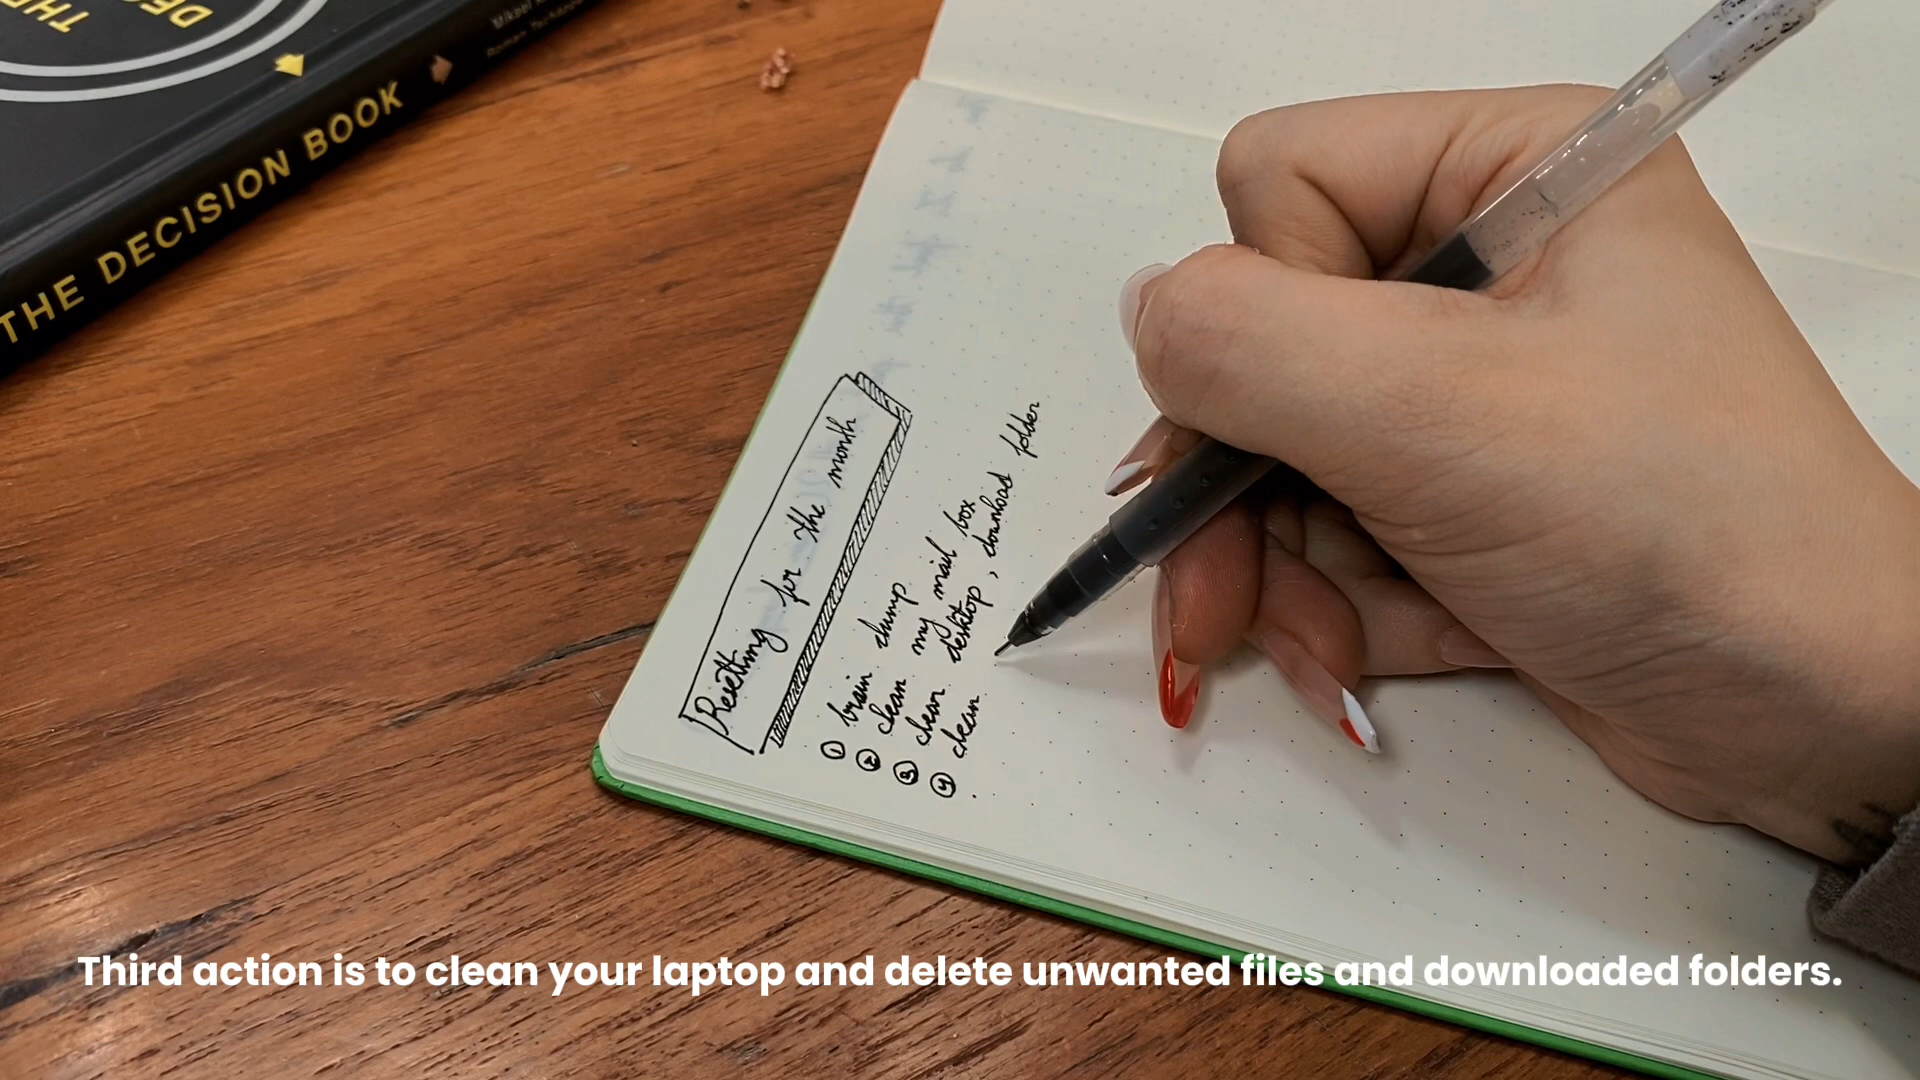 THE DECISION BOOK
Resetting for the month
① brain dump
② clean my mail box
③ clean desktop, download folder
④ clean
Third action is to clean your laptop and delete unwanted files and downloaded folders.